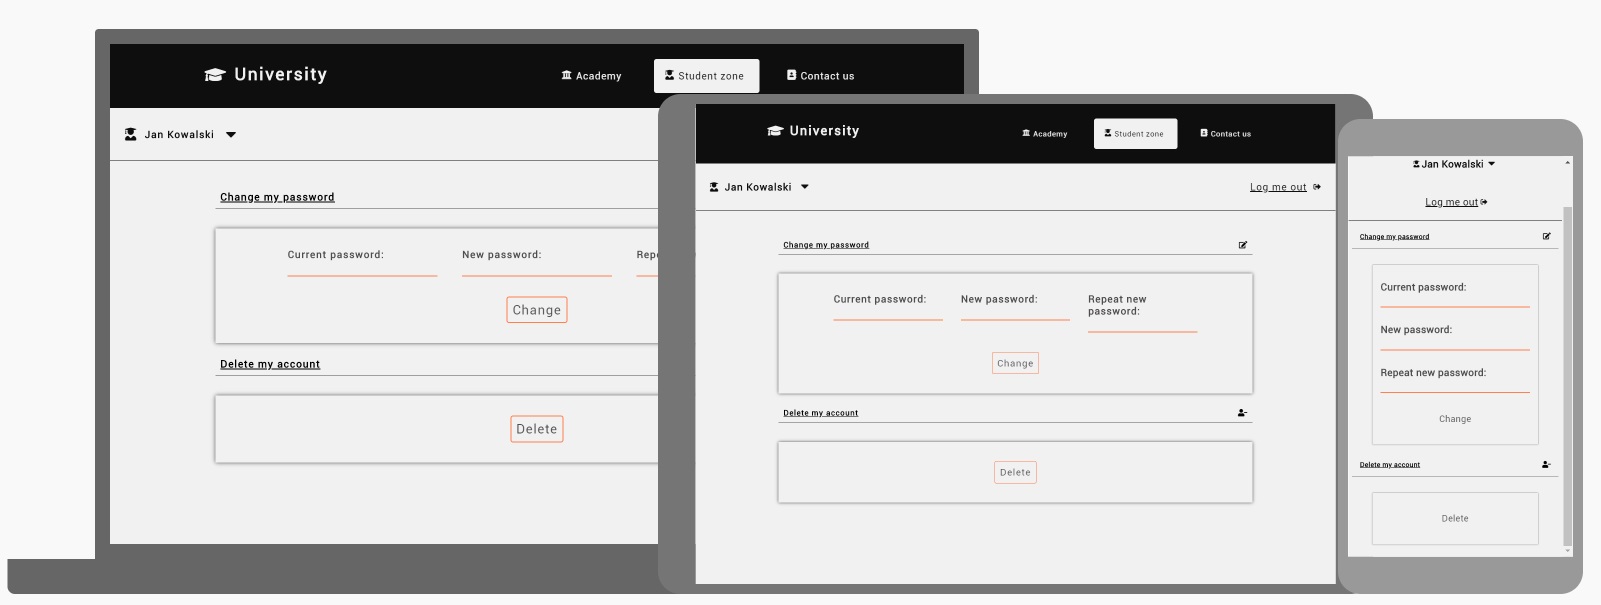 University
Academy
Student zone
Contact us
Jan Kowalski
Change my password
Current password:
New password:
Repe
Change
Delete my account
Delete
University
Academy
Student zone
Contact us
Jan Kowalski
Log me out
Change my password
Current password:
New password:
Repeat new
password:
Change
Delete my account
Delete
Jan Kowalski
Log me out
Change my password
Current password:
New password:
Repeat new password:
Change
Delete my account
Delete